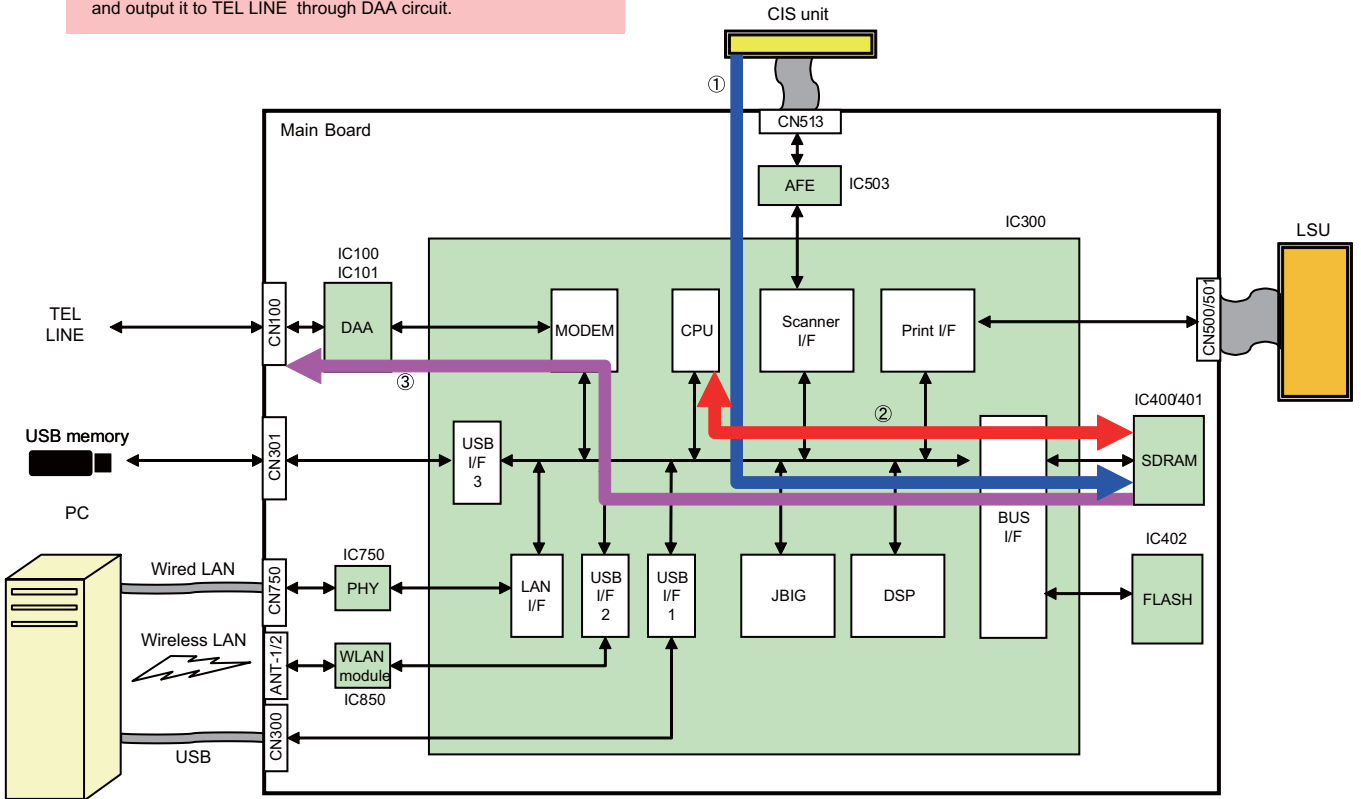 and output it to TEL LINE through DAA circuit.
CIS unit
①
CN513
Main Board
AFE
IC503
IC300
LSU
IC100
IC101
TEL
LINE
CN100
DAA
MODEM
CPU
Scanner
I/F
Print I/F
CN500/501
③
②
IC400/401
SDRAM
USB memory
CN301
USB
I/F
3
PC
BUS
I/F
IC402
FLASH
Wired LAN
CN750
IC750
PHY
LAN
I/F
USB
I/F
2
USB
I/F
1
JBIG
DSP
Wireless LAN
ANT-1/2
WLAN
module
IC850
CN300
USB